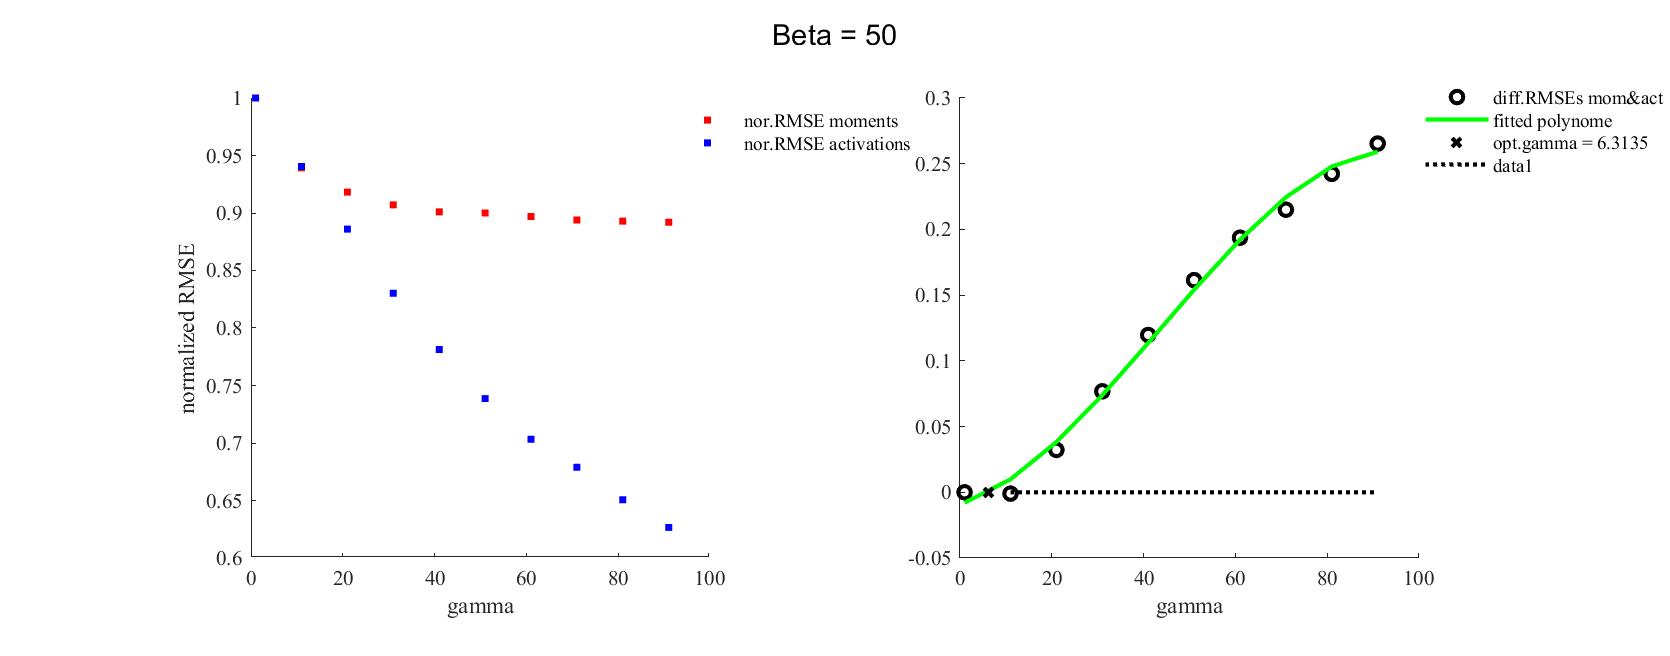 Beta = 50
1
0.95
0.9
0.85
0.8
0.75
0.7
0.65
0.6
normalized RMSE
0 20 40 60 80 100
gamma
nor.RMSE moments
nor.RMSE activations
0.3
0.25
0.2
0.15
0.1
0.05
0
-0.05
0 20 40 60 80 100
gamma
diff.RMSEs mom&act
fitted polynome
opt.gamma = 6.3135
data1